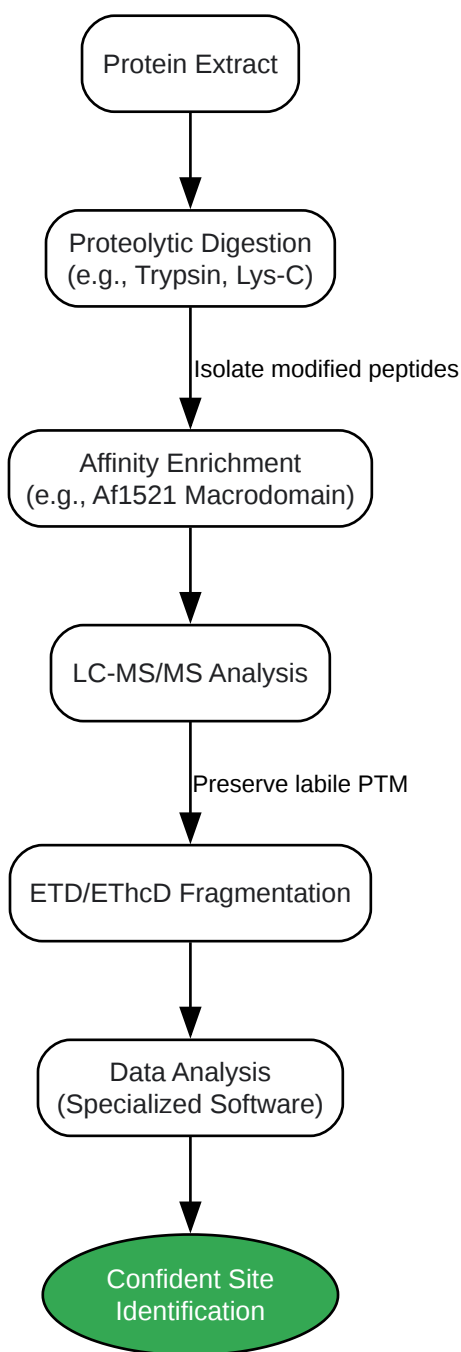 Protein Extract
Proteolytic Digestion
(e.g., Trypsin, Lys-C)
Isolate modified peptides
Affinity Enrichment
(e.g., Af1521 Macrodomain)
LC-MS/MS Analysis
Preserve labile PTM
ETD/EThcD Fragmentation
Data Analysis
(Specialized Software)
Confident Site
Identification